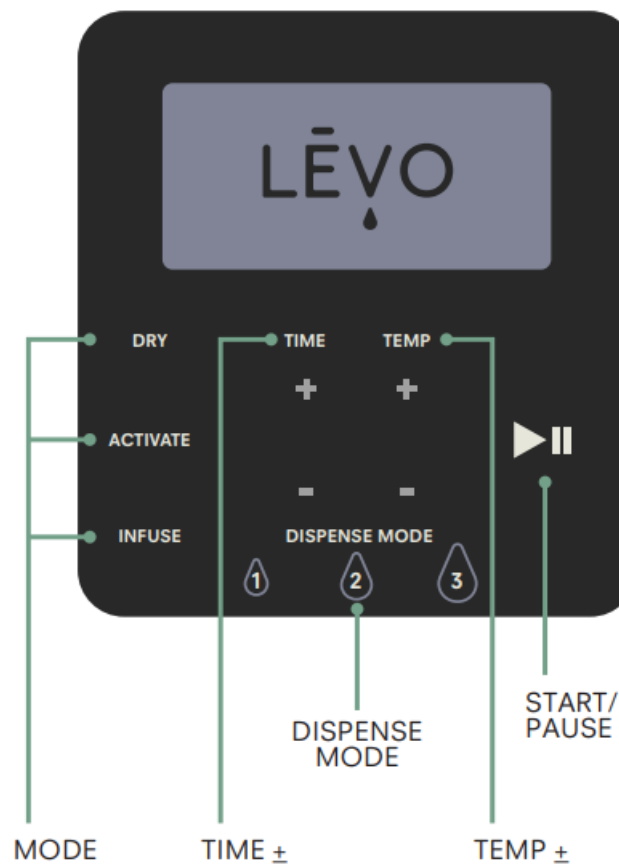 LĒVO
DRY TIME TEMP
+ +
ACTIVATE
- -
INFUSE DISPENSE MODE
1 2 3
START/
PAUSE
DISPENSE
MODE
MODE TIME ± TEMP ±